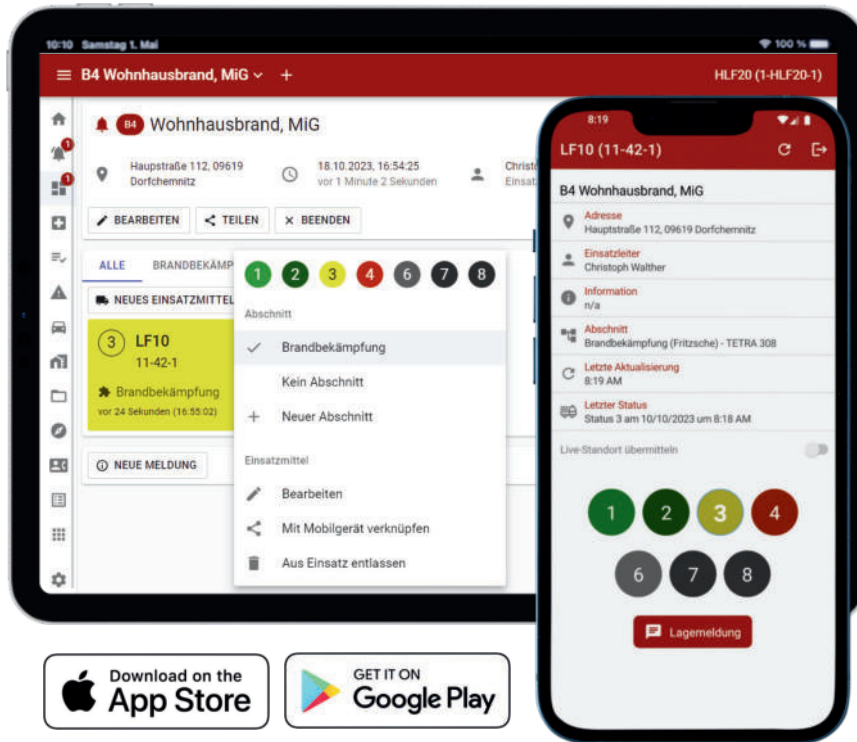 10:10 Samstag 1. Mai
100 %
B4 Wohnhausbrand, MiG
+
HLF20 (1-HLF20-1)
B4 Wohnhausbrand, MiG
Haupstraße 112, 09619
Dorfchemnitz
18.10.2023, 16:54:25
vor 1 Minute 2 Sekunden
Christ
Einsat
BEARBEITEN
TEILEN
BEENDEN
ALLE
BRANDBEKÄMP
NEUES EINSATZMITTEL
3 LF10
11-42-1
Brandbekämpfung
vor 24 Sekunden (16:55:02)
NEUE MELDUNG
1
1
1 2 3 4 6 7 8
Abschnitt
Brandbekämpfung
Kein Abschnitt
+ Neuer Abschnitt
Einsatzmittel
Bearbeiten
Mit Mobilgerät verknüpfen
Aus Einsatz entlassen
8:19
LF10 (11-42-1)
B4 Wohnhausbrand, MiG
Adresse
Hauptstraße 112, 09619 Dorfchemnitz
Einsatzleiter
Christoph Walther
Information
n/a
Abschnitt
Brandbekämpfung (Fritzsche) - TETRA 308
Letzte Aktualisierung
8:19 AM
Letzter Status
Status 3 am 10/10/2023 um 8:18 AM
Live-Standort übermitteln
1 2 3 4
6 7 8
Lagemeldung
Download on the
App Store
GET IT ON
Google Play